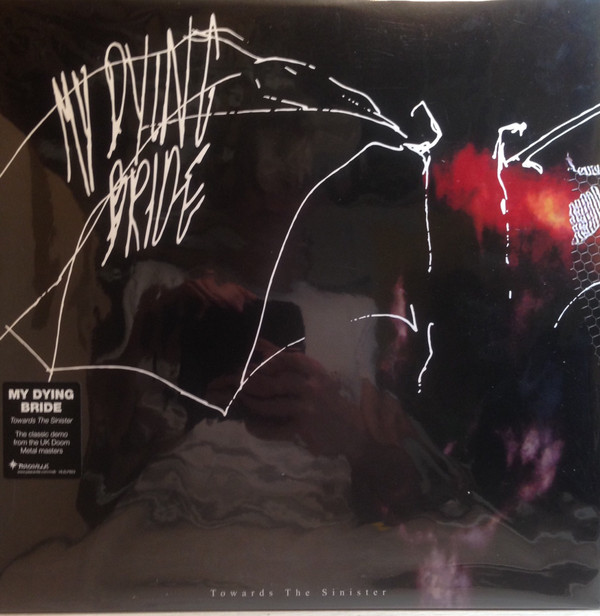 MY DYING
BRIDE
MY DYING
BRIDE
Towards The Sinister
The classic demo
from the UK Doom
Metal masters
PEACEVILLE
Towards The Sinister